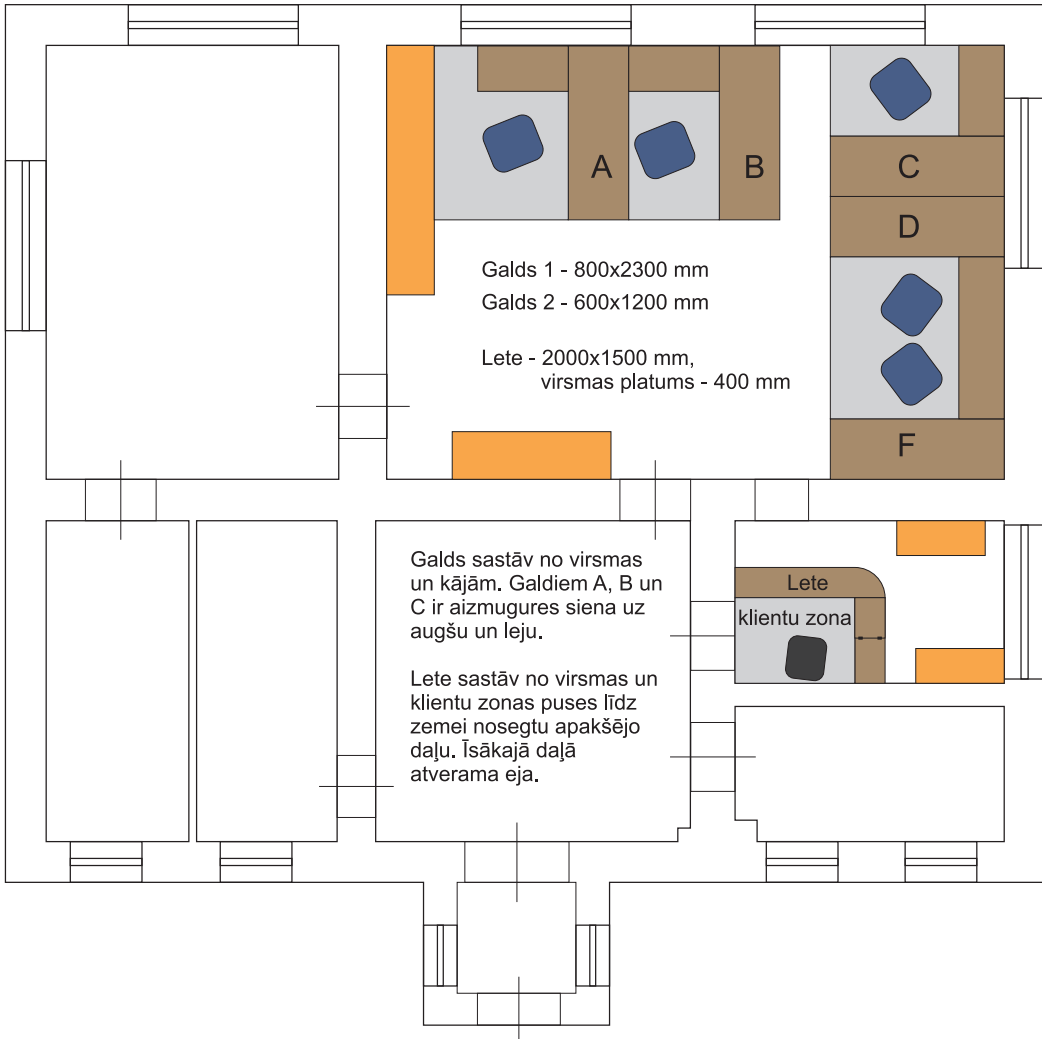 A
B
C
D
F
Galds 1 - 800x2300 mm
Galds 2 - 600x1200 mm
Lete - 2000x1500 mm,
virsmas platums - 400 mm
Galds sastāv no virsmas
un kājām. Galdiem A, B un
C ir aizmugures siena uz
augšu un leju.
Lete sastāv no virsmas un
klientu zonas puses līdz
zemei nosegtu apakšējo
daļu. Īsākajā daļā
atverama eja.
Lete
klientu zona